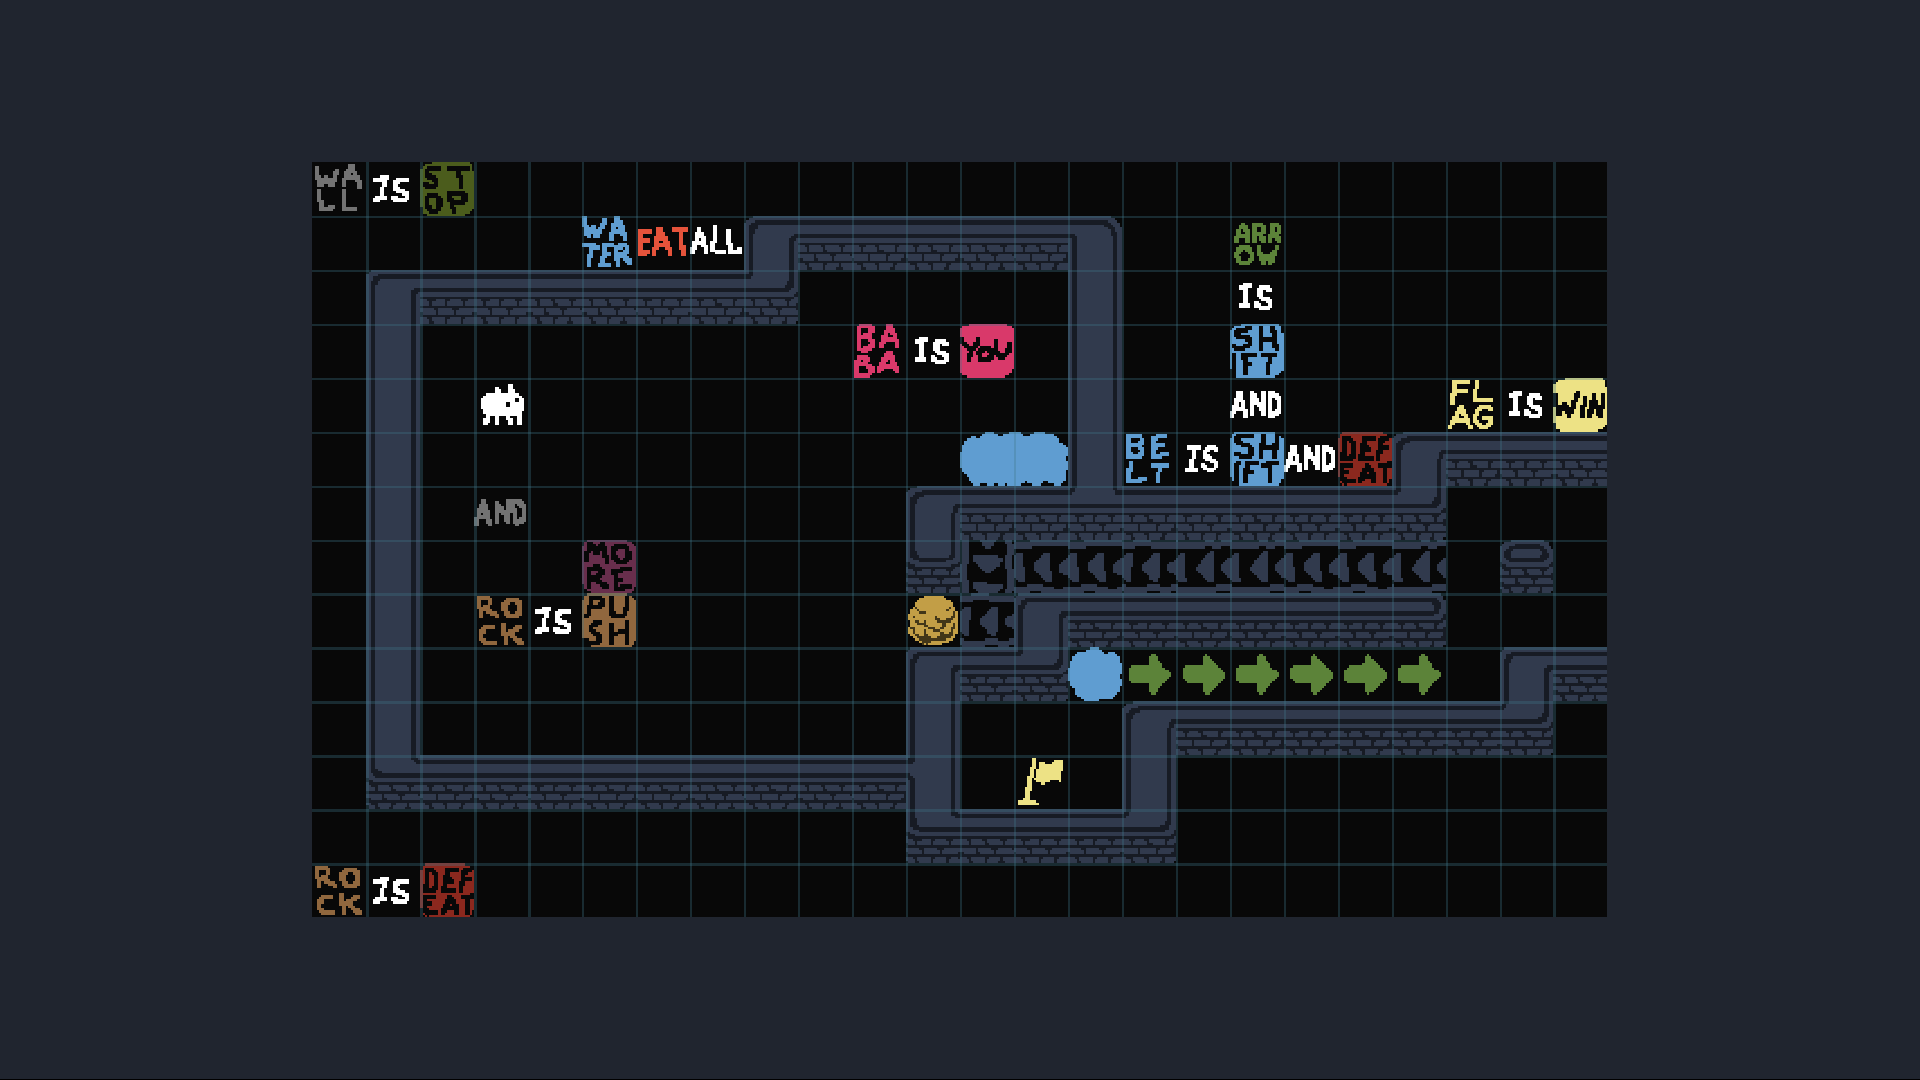 WALL IS STOP
WATER EAT ALL
ARROW
IS
BABA IS YOU
SHIFT
AND
FLAG IS WIN
BELT IS SHIFT AND DEFEAT
AND
MORE
ROCK IS PUSH
ROCK IS DEFEAT